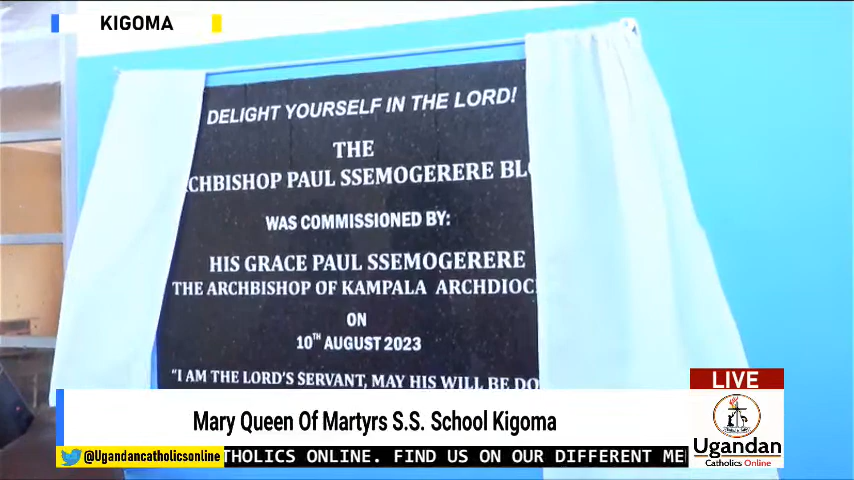 KIGOMA
DELIGHT YOURSELF IN THE LORD!
THE
CHBISHOP PAUL SSEMOGERERE BL
WAS COMMISSIONED BY:
HIS GRACE PAUL SSEMOGERERE
THE ARCHBISHOP OF KAMPALA ARCHDIOC
ON
10TH AUGUST 2023
"I AM THE LORD'S SERVANT, MAY HIS WILL BE DO
LIVE
Mary Queen Of Martyrs S.S. School Kigoma
Ugandan
Catholics Online
@Ugandancatholicsonline
THOLICS ONLINE. FIND US ON OUR DIFFERENT ME